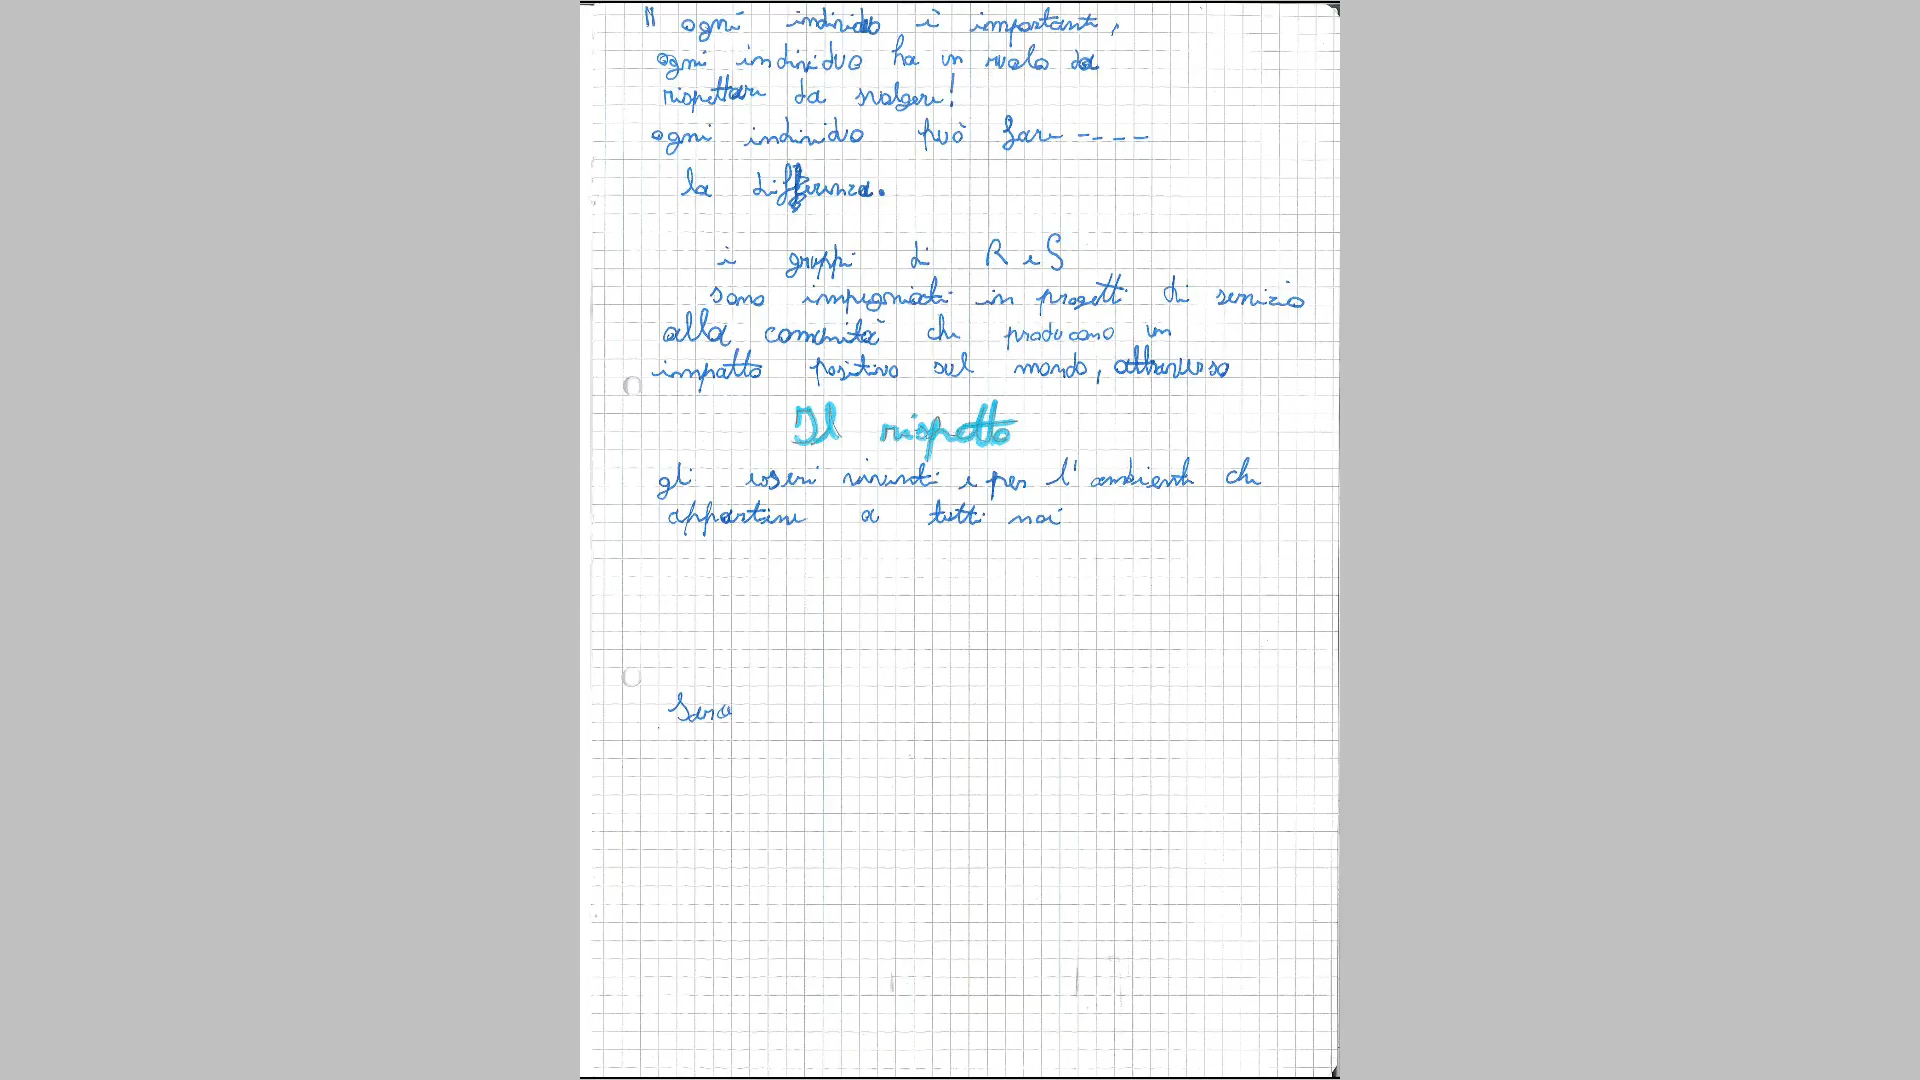 " ogni individuo è importante,
ogni individuo ha un ruolo da
rispettare da svolgere!
ogni individuo può fare ----
la differenza.
i gruppi di R e S
sono impegniati in progetti di servizio
alla comunità che producono un
impatto positivo sul mondo, attraverso
Il rispetto
gli esseri viventi e per l'ambiente che
appartiene a tutti noi
Sara